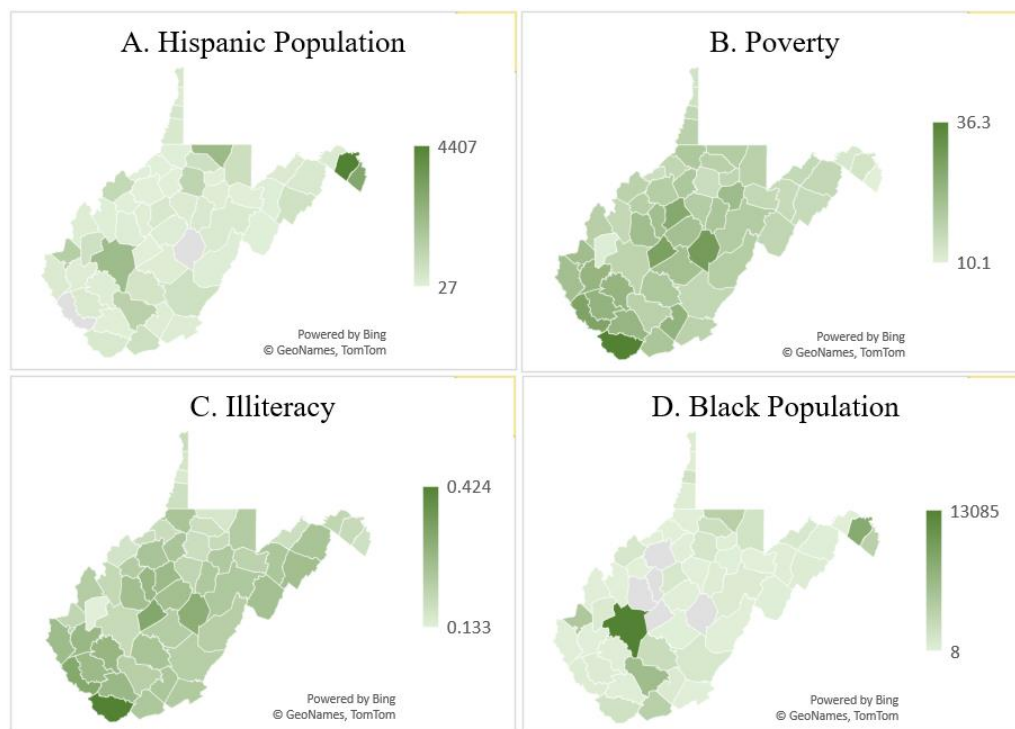 A. Hispanic Population
4407
27
Powered by Bing
© GeoNames, TomTom
B. Poverty
36.3
10.1
Powered by Bing
© GeoNames, TomTom
C. Illiteracy
0.424
0.133
Powered by Bing
© GeoNames, TomTom
D. Black Population
13085
8
Powered by Bing
© GeoNames, TomTom